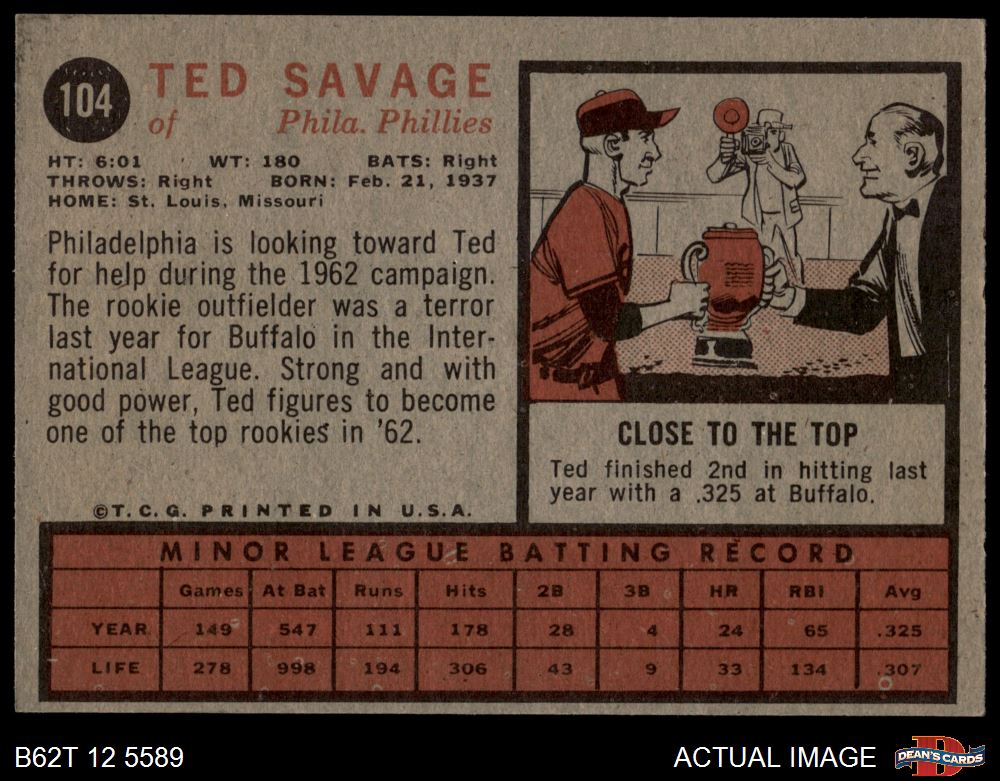 104
TED SAVAGE
of Phila. Phillies
HT: 6:01 WT: 180 BATS: Right
THROWS: Right BORN: Feb. 21, 1937
HOME: St. Louis, Missouri
Philadelphia is looking toward Ted
for help during the 1962 campaign.
The rookie outfielder was a terror
last year for Buffalo in the Inter-
national League. Strong and with
good power, Ted figures to become
one of the top rookies in '62.
©T.C.G. PRINTED IN U.S.A.
CLOSE TO THE TOP
Ted finished 2nd in hitting last
year with a .325 at Buffalo.
MINOR LEAGUE BATTING RECORD
Games At Bat Runs Hits 2B 3B HR RBI Avg
YEAR 149 547 111 178 28 4 24 65 .325
LIFE 278 998 194 306 43 9 33 134 .307
B62T 12 5589
ACTUAL IMAGE
D
DEAN'S CARDS